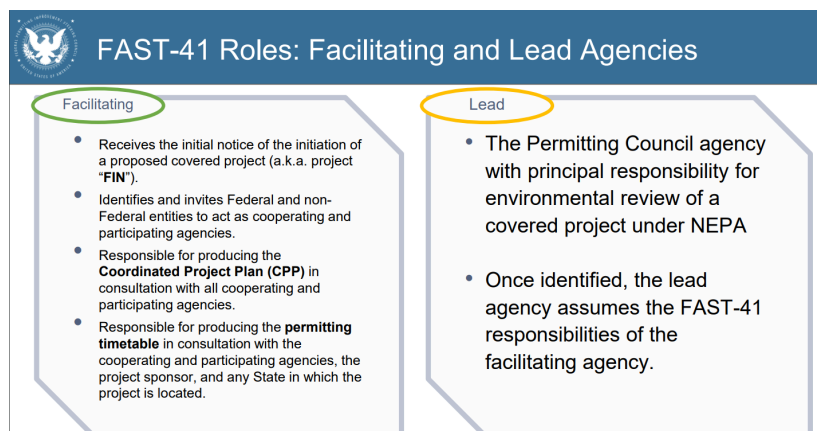 FAST-41 Roles: Facilitating and Lead Agencies
Facilitating
• Receives the initial notice of the initiation of
a proposed covered project (a.k.a. project
“FIN”).
• Identifies and invites Federal and non-
Federal entities to act as cooperating and
participating agencies.
• Responsible for producing the
Coordinated Project Plan (CPP) in
consultation with all cooperating and
participating agencies.
• Responsible for producing the permitting
timetable in consultation with the
cooperating and participating agencies, the
project sponsor, and any State in which the
project is located.
Lead
• The Permitting Council agency
with principal responsibility for
environmental review of a
covered project under NEPA
• Once identified, the lead
agency assumes the FAST-41
responsibilities of the
facilitating agency.